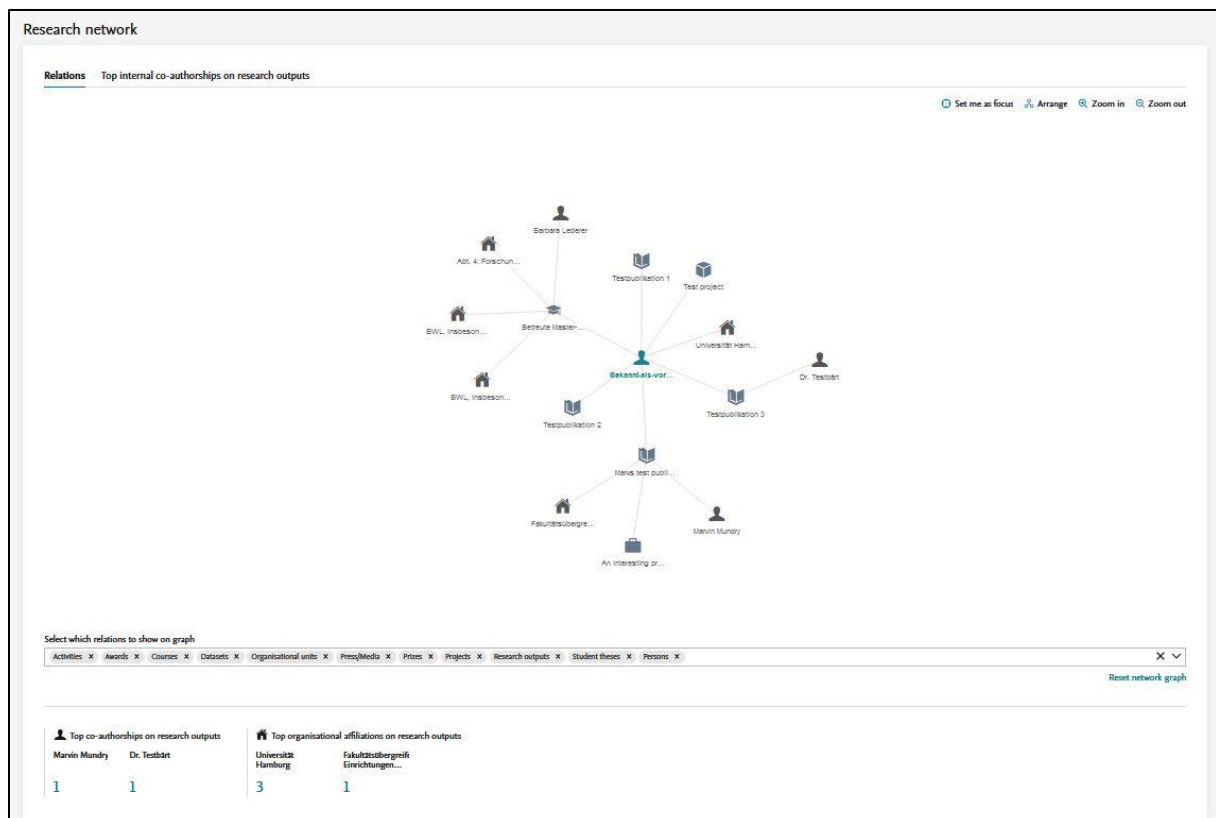 Research network
Relations Top internal co-authorships on research outputs
Set me as focus Arrange Zoom in Zoom out
Barbara Lederer
Abt. 4: Forschun...
Testpublikation 1
Test project
BWL, Insbeson...
Betreute Master-...
Universität Ham...
Bekannt-als-vor...
Dr. Testbärt
BWL, Insbeson...
Testpublikation 3
Testpublikation 2
Marvs test publi...
Fakultätsübergre...
Marvin Mundry
An interesting pr...
Select which relations to show on graph
Activities × Awards × Courses × Datasets × Organisational units × Press/Media × Prizes × Projects × Research outputs × Student theses × Persons ×
Reset network graph
Top co-authorships on research outputs Top organisational affiliations on research outputs
Marvin Mundry Dr. Testbärt Universität Fakultätsübergreife
Hamburg Einrichtungen...
1 1 3 1